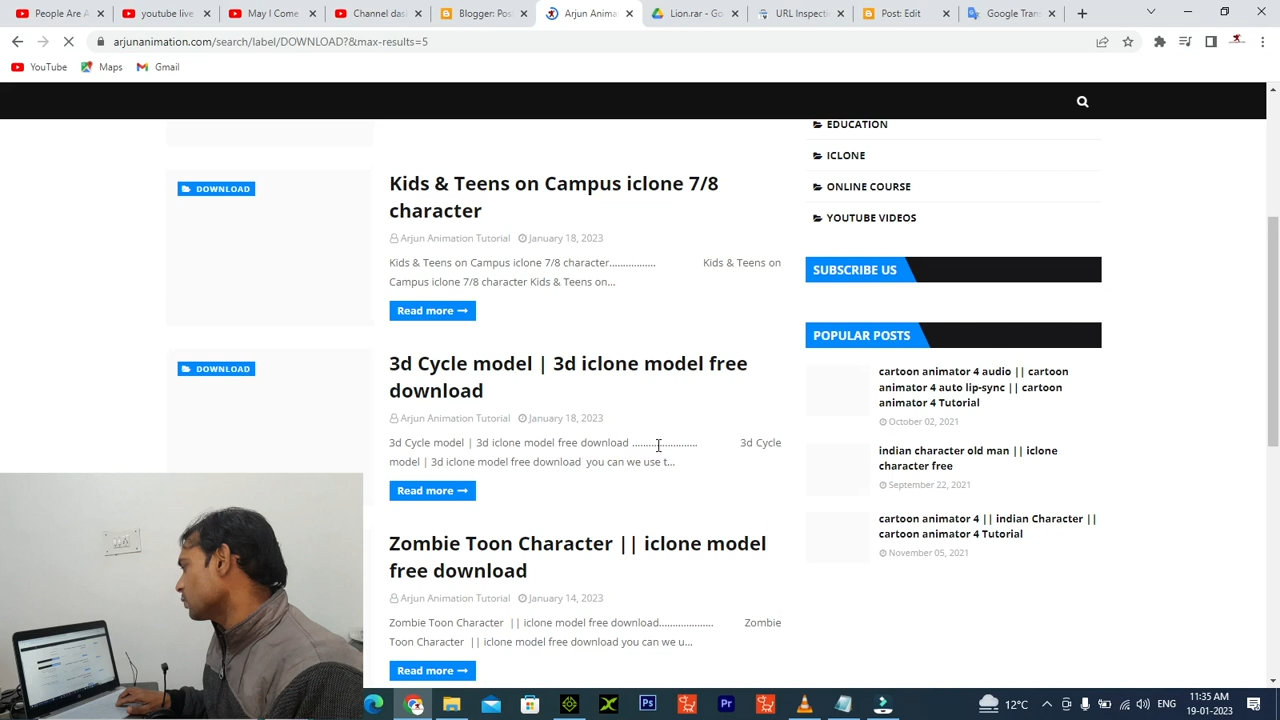 People A
youtube live
May I Come
Channel das
Blogger Pos
Arjun Anima
Lion.rar - Go
URL Inspect
Post: Edit
Google Tran
arjunanimation.com/search/label/DOWNLOAD?&max-results=5
YouTube
Maps
Gmail
DOWNLOAD
Kids & Teens on Campus iclone 7/8
character
Arjun Animation Tutorial January 18, 2023
Kids & Teens on Campus iclone 7/8 character................. Kids & Teens on
Campus iclone 7/8 character Kids & Teens on...
Read more
DOWNLOAD
3d Cycle model | 3d iclone model free
download
Arjun Animation Tutorial January 18, 2023
3d Cycle model | 3d iclone model free download ........................ 3d Cycle
model | 3d iclone model free download you can we use t...
Read more
Zombie Toon Character || iclone model
free download
Arjun Animation Tutorial January 14, 2023
Zombie Toon Character || iclone model free download.................... Zombie
Toon Character || iclone model free download you can we u...
Read more
EDUCATION
ICLONE
ONLINE COURSE
YOUTUBE VIDEOS
SUBSCRIBE US
POPULAR POSTS
cartoon animator 4 audio || cartoon
animator 4 auto lip-sync || cartoon
animator 4 Tutorial
October 02, 2021
indian character old man || iclone
character free
September 22, 2021
cartoon animator 4 || indian Character ||
cartoon animator 4 Tutorial
November 05, 2021
Ps
Pr
12°C
ENG
11:35 AM
19-01-2023